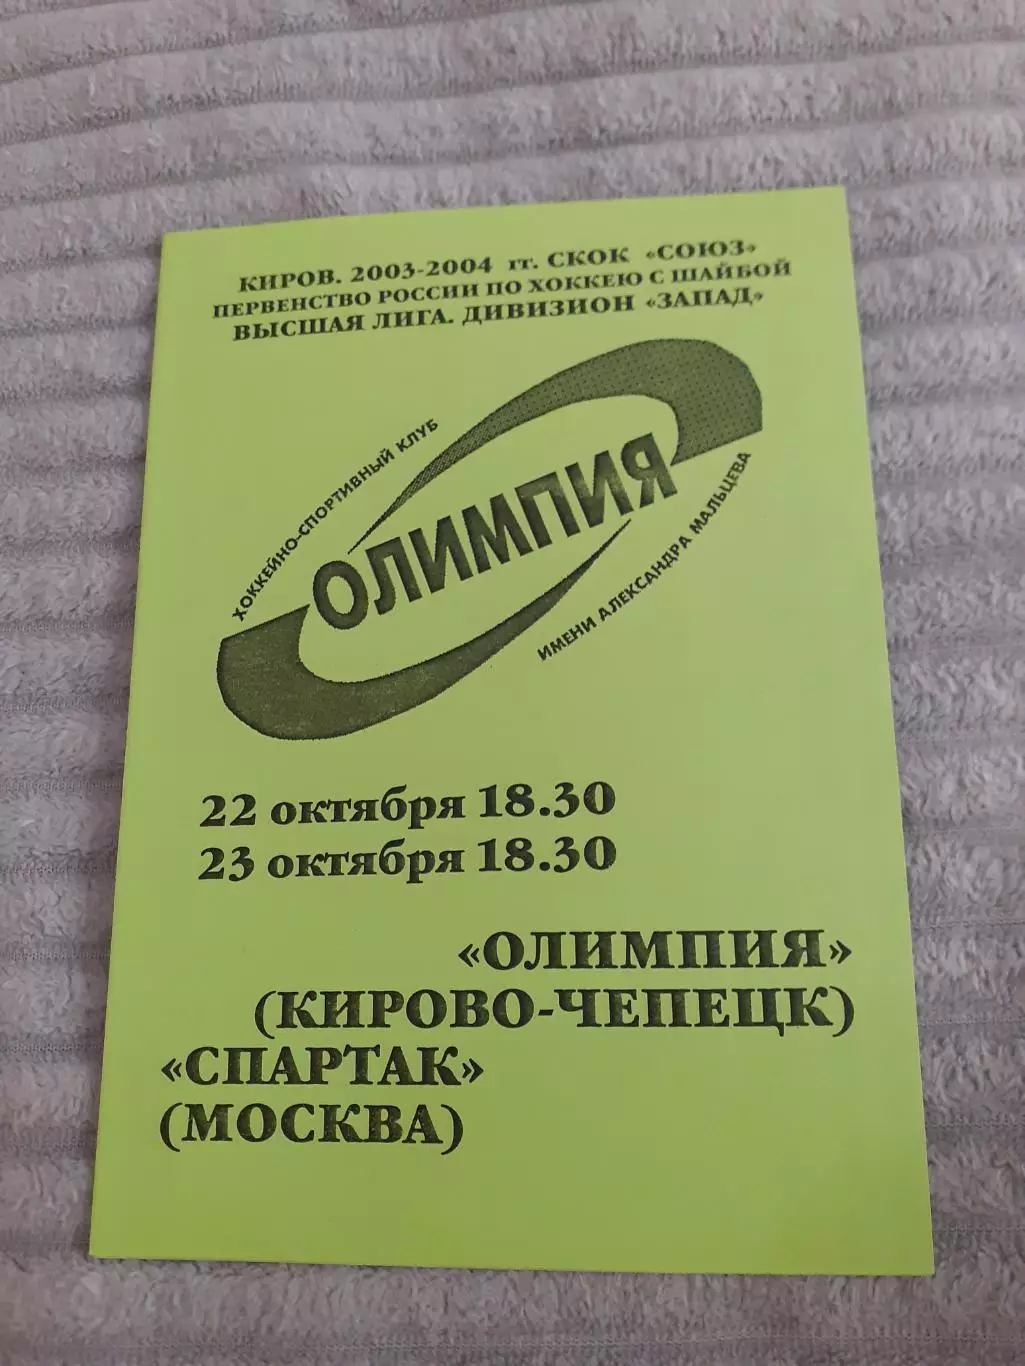 КИРОВ. 2003-2004 гг. СКОК «СОЮЗ»
ПЕРВЕНСТВО РОССИИ ПО ХОККЕЮ С ШАЙБОЙ
ВЫСШАЯ ЛИГА. ДИВИЗИОН «ЗАПАД»
ХОККЕЙНО-СПОРТИВНЫЙ КЛУБ
ОЛИМПИЯ
ИМЕНИ АЛЕКСАНДРА МАЛЬЦЕВА
22 октября 18.30
23 октября 18.30
«ОЛИМПИЯ»
(КИРОВО-ЧЕПЕЦК)
«СПАРТАК»
(МОСКВА)